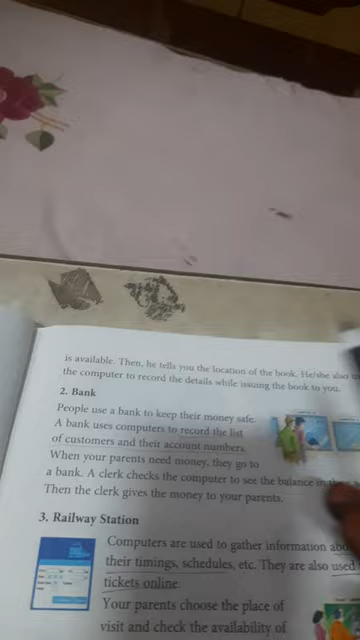 is available. Then, he tells you the location of the book. He/she also
the computer to record the details while issuing the book to you.
2. Bank
People use a bank to keep their money safe.
A bank uses computers to record the list
of customers and their account numbers.
When your parents need money, they go to
a bank. A clerk checks the computer to see the balance in
Then the clerk gives the money to your parents.
3. Railway Station
Computers are used to gather information
their timings, schedules, etc. They are also used
tickets online.
Your parents choose the place of
visit and check the availability of